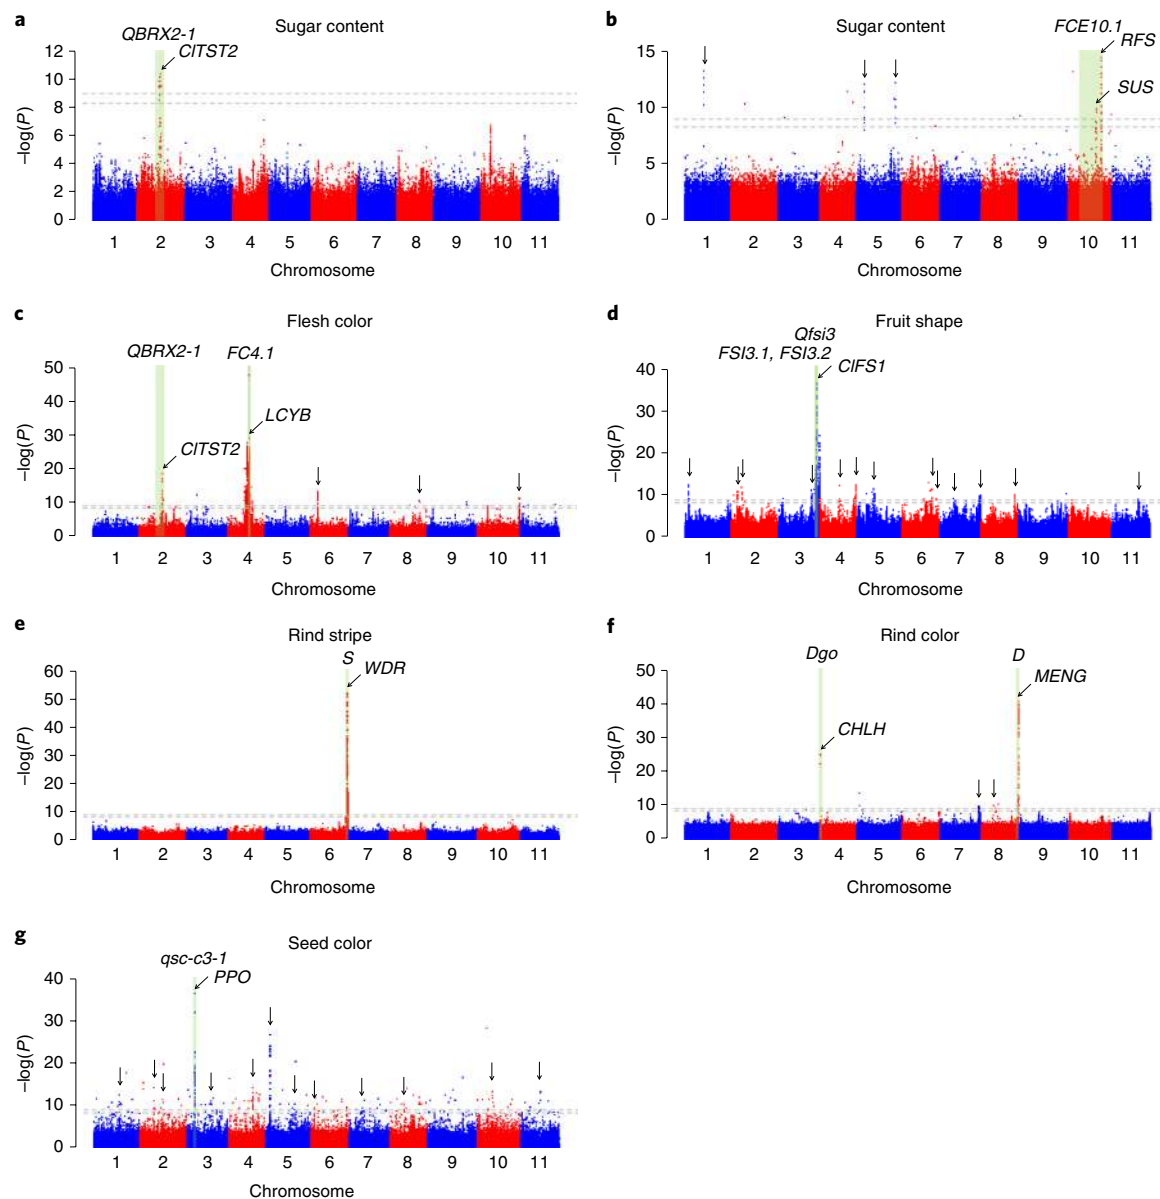 a
Sugar content
QBRX2-1
ClTST2
12
10
8
6
4
2
0
–log(P)
1 2 3 4 5 6 7 8 9 10 11
Chromosome
b
Sugar content
FCE10.1
RFS
SUS
15
10
5
0
–log(P)
1 2 3 4 5 6 7 8 9 10 11
Chromosome
c
Flesh color
QBRX2-1 FC4.1
LCYB
ClTST2
50
40
30
20
10
0
–log(P)
1 2 3 4 5 6 7 8 9 10 11
Chromosome
d
Fruit shape
Qfsi3
FSI3.1, FSI3.2
ClFS1
40
30
20
10
0
–log(P)
1 2 3 4 5 6 7 8 9 10 11
Chromosome
e
Rind stripe
S
WDR
60
50
40
30
20
10
0
–log(P)
1 2 3 4 5 6 7 8 9 10 11
Chromosome
f
Rind color
Dgo D
MENG
CHLH
50
40
30
20
10
0
–log(P)
1 2 3 4 5 6 7 8 9 10 11
Chromosome
g
Seed color
qsc-c3-1
PPO
40
30
20
10
0
–log(P)
1 2 3 4 5 6 7 8 9 10 11
Chromosome